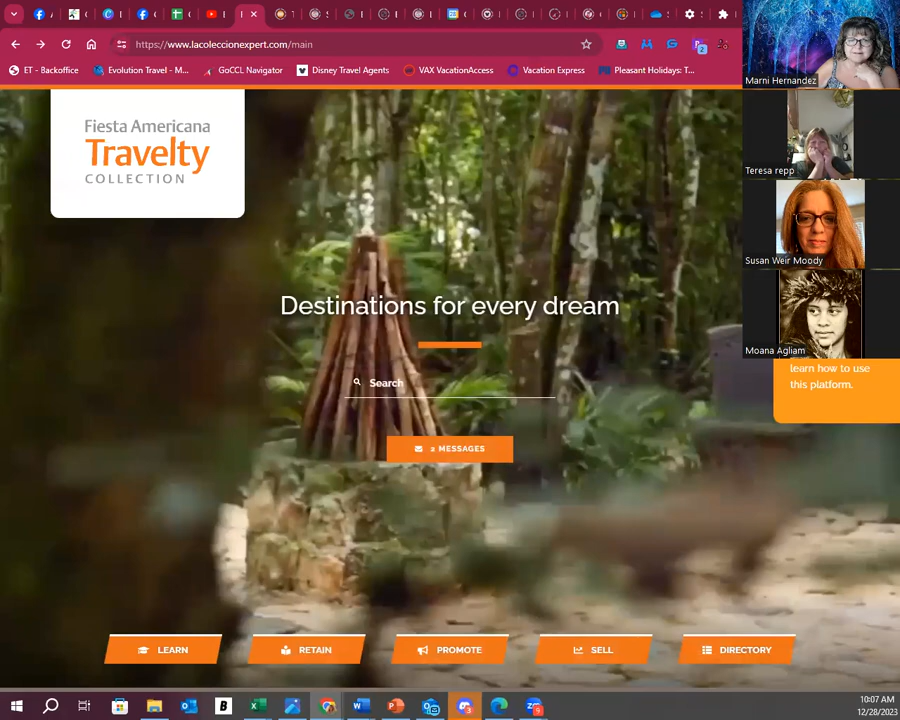 https://www.lacoleccionexpert.com/main
2
ET - Backoffice
Evolution Travel - M...
GoCCL Navigator
Disney Travel Agents
VAX VacationAccess
Vacation Express
Pleasant Holidays: T...
Marni Hernandez
Teresa repp
Susan Weir Moody
Moana Agliam
Fiesta Americana
Travelty
COLLECTION
Destinations for every dream
Search
learn how to use
this platform.
2 MESSAGES
LEARN
RETAIN
PROMOTE
SELL
DIRECTORY
10:07 AM
12/28/2023